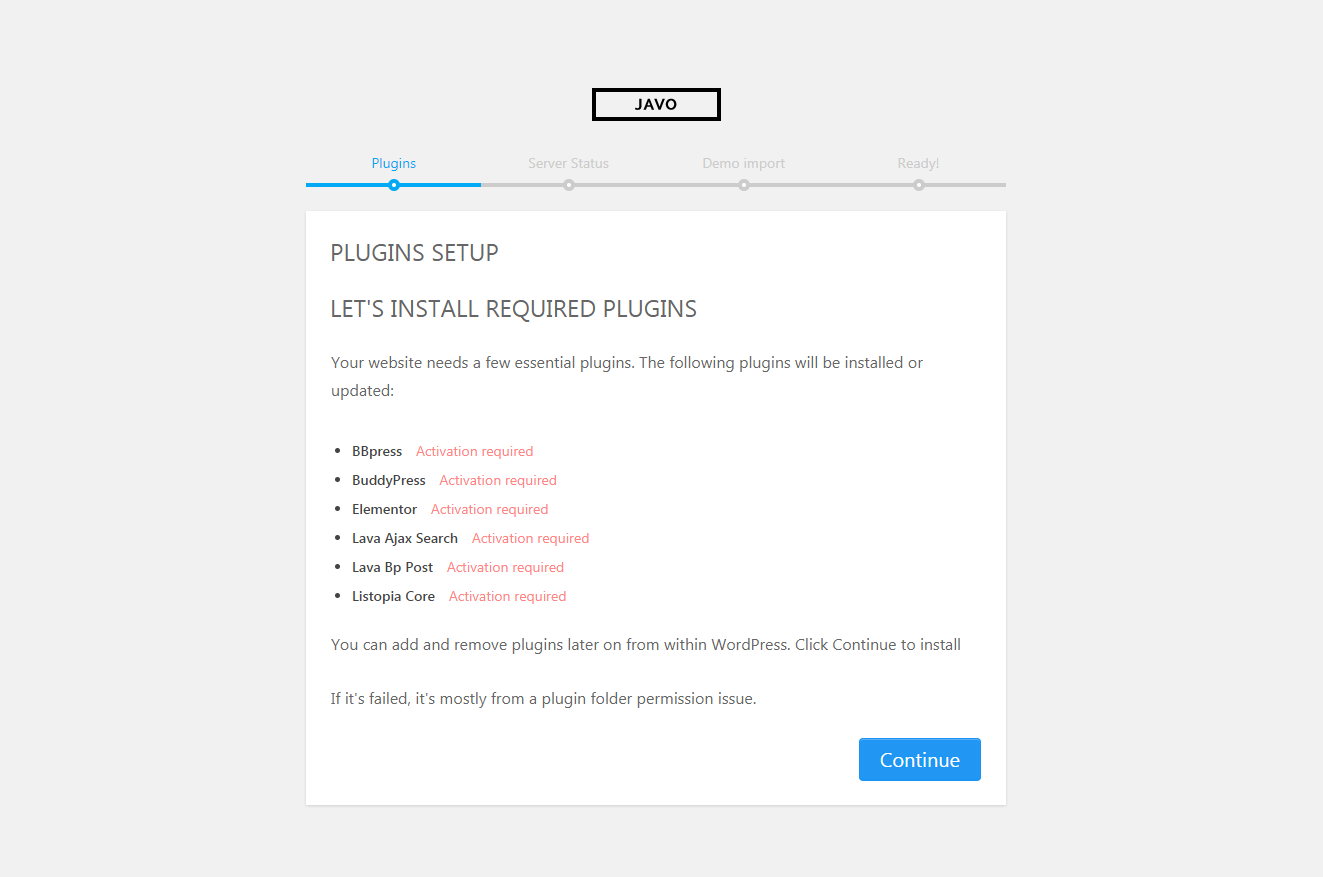 JAVO
Plugins
Server Status
Demo import
Ready!
PLUGINS SETUP
LET'S INSTALL REQUIRED PLUGINS
Your website needs a few essential plugins. The following plugins will be installed or
updated:
BBpress Activation required
BuddyPress Activation required
Elementor Activation required
Lava Ajax Search Activation required
Lava Bp Post Activation required
Listopia Core Activation required
You can add and remove plugins later on from within WordPress. Click Continue to install
If it's failed, it's mostly from a plugin folder permission issue.
Continue